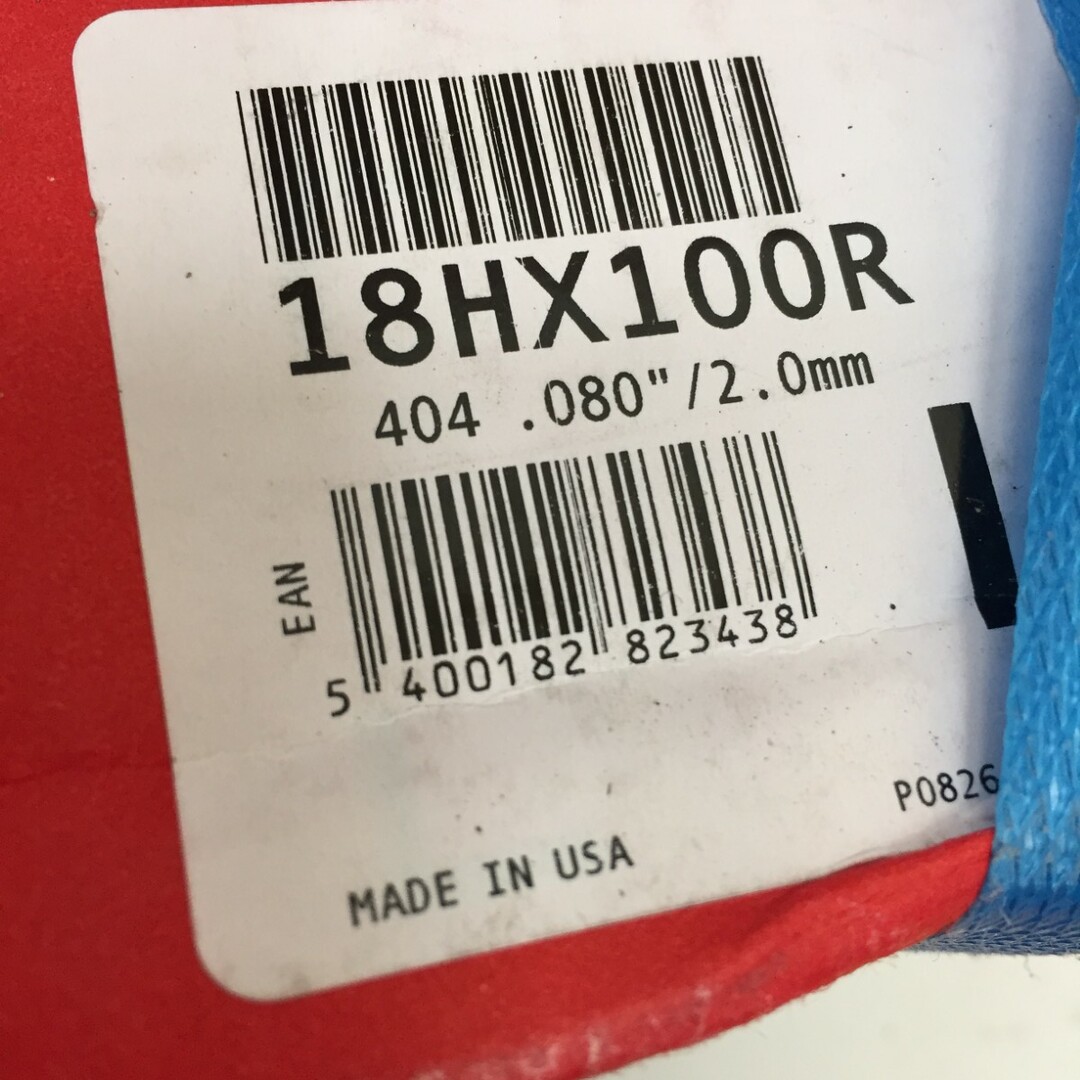 18HX100R
404 .080"/2.0mm
EAN
5 400182 823438
P0826
MADE IN USA